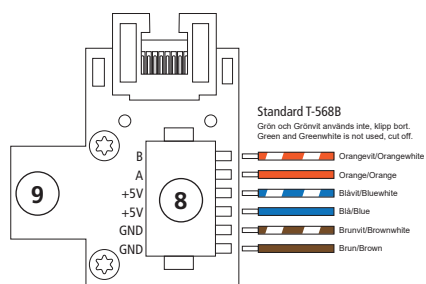 Standard T-568B
Grön och Grönvit används inte, klipp bort.
Green and Greenwhite is not used, cut off.
B Orangevit/Orangewhite
A Orange/Orange
+5V Blåvit/Bluewhite
9 8
+5V Blå/Blue
GND Brunvit/Brownwhite
GND Brun/Brown